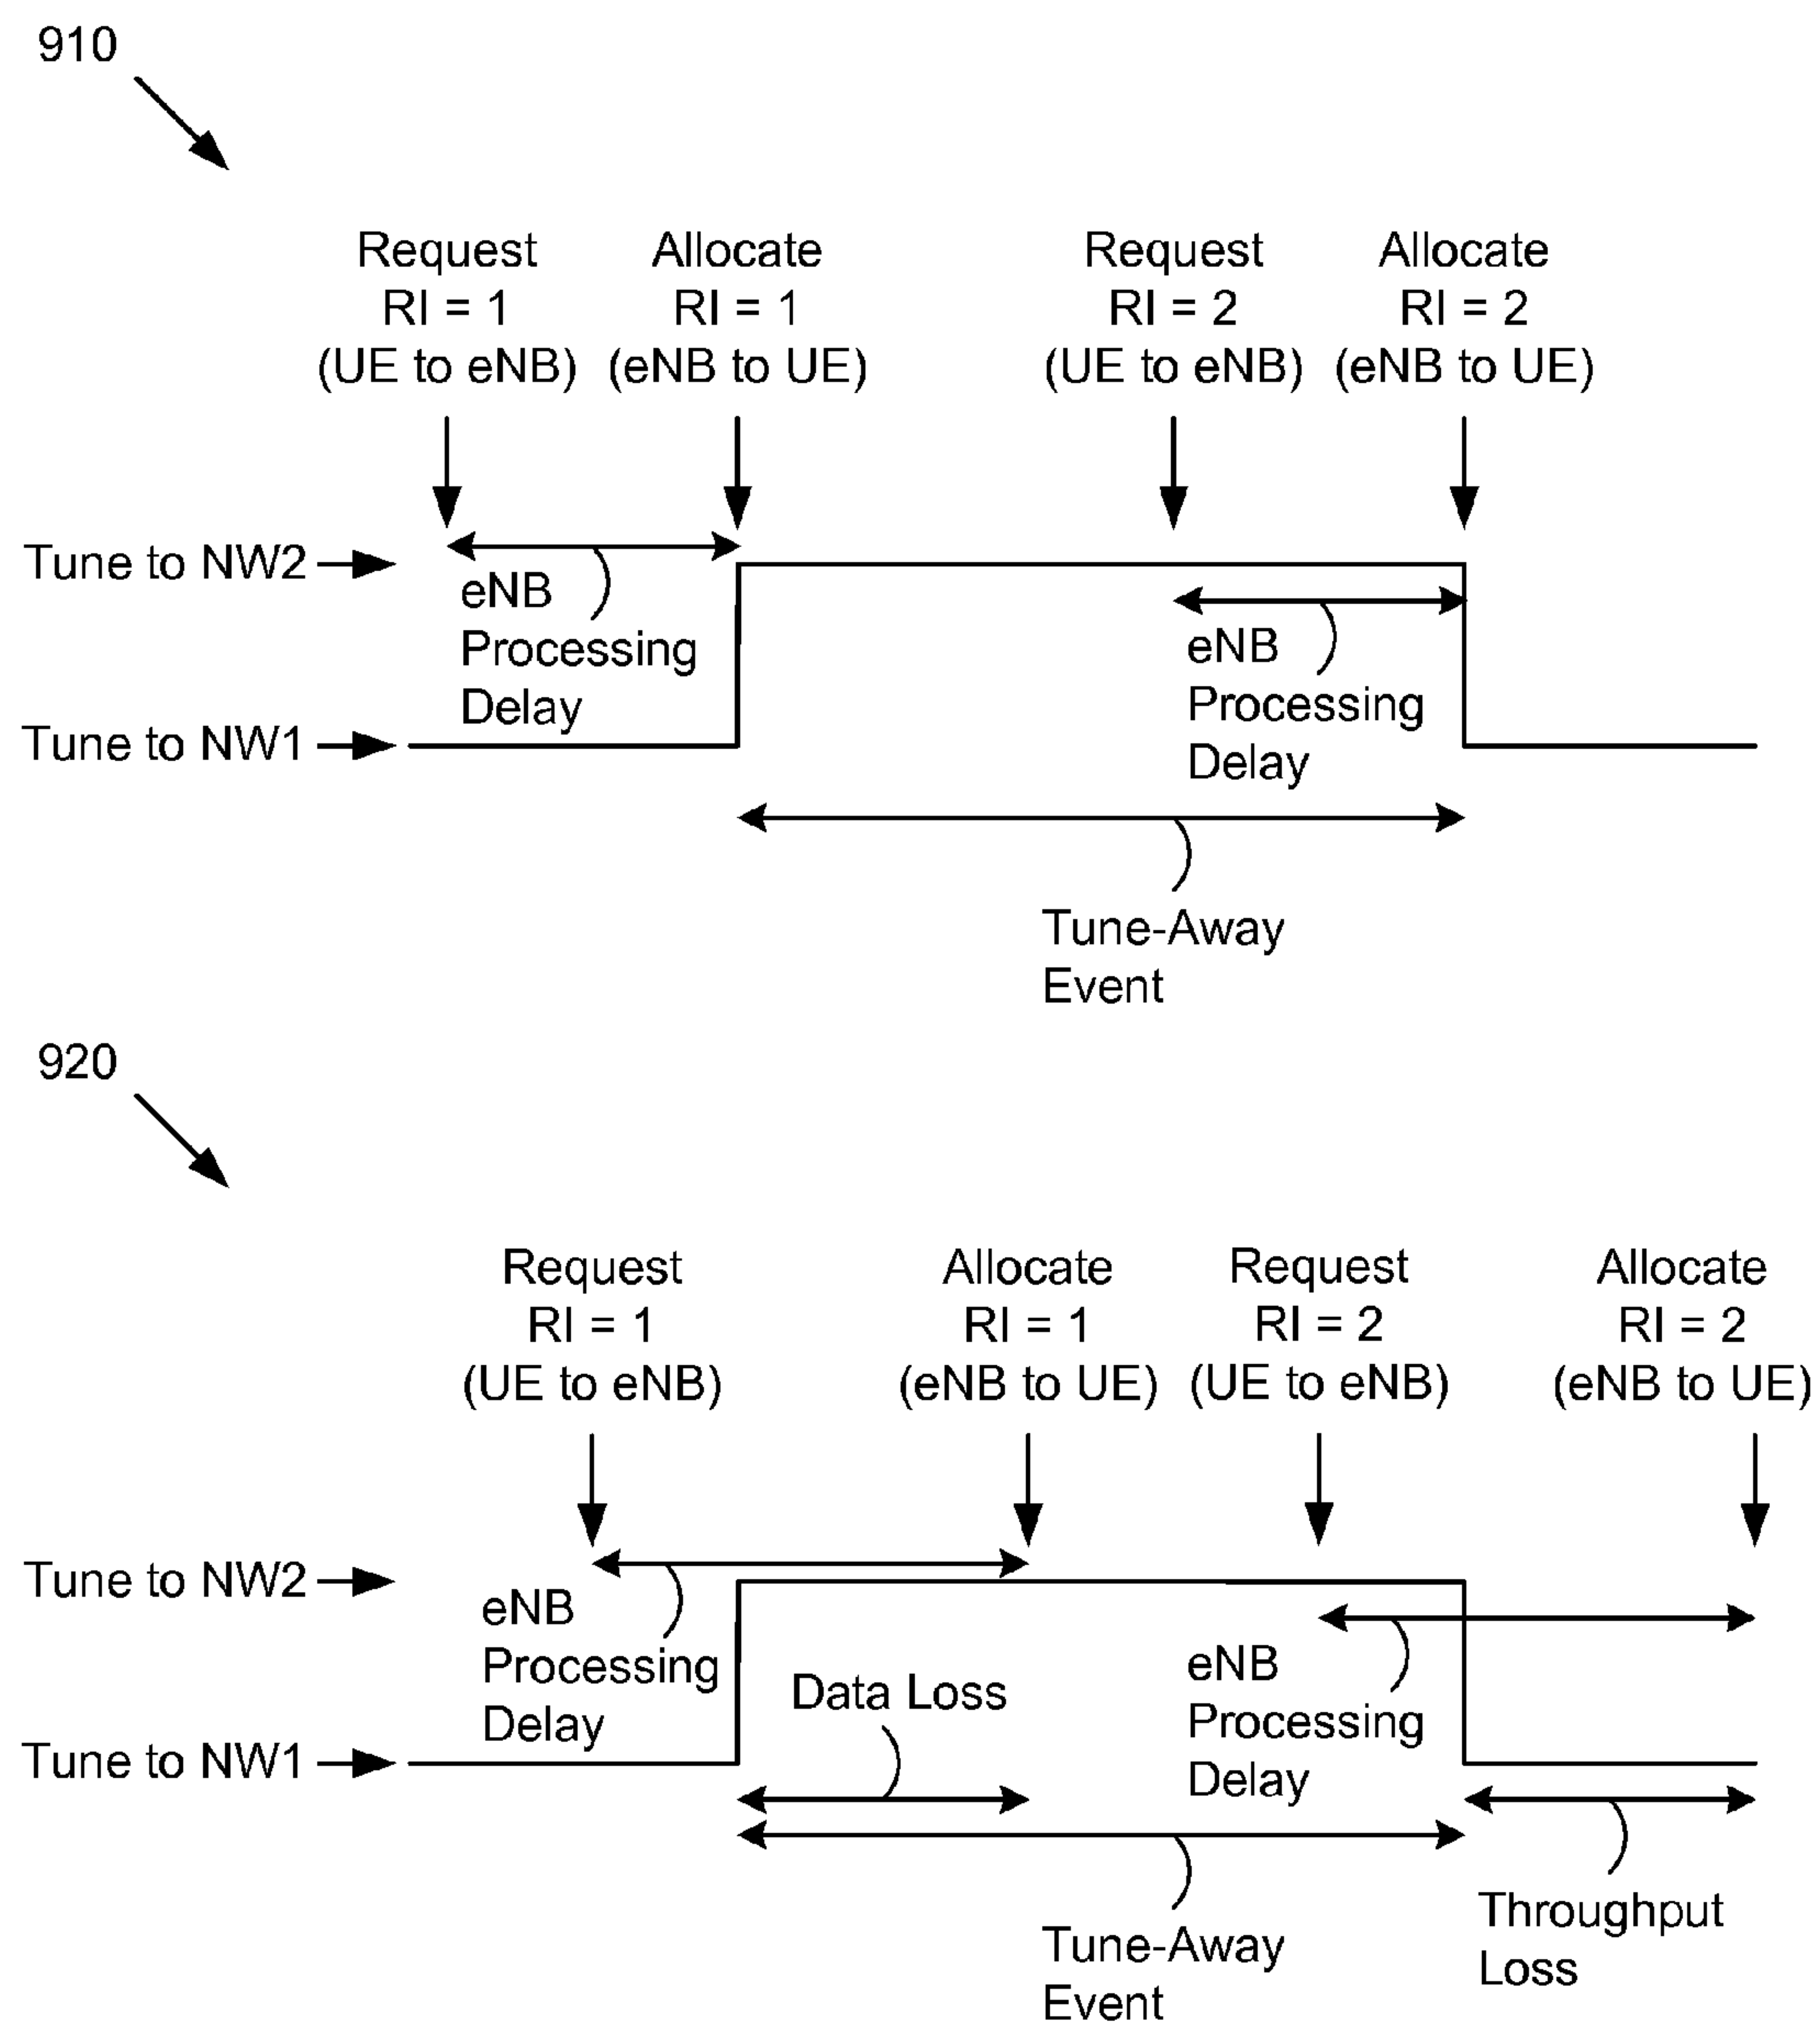 910
Request
RI = 1
(UE to eNB)
Allocate
RI = 1
(eNB to UE)
Request
RI = 2
(UE to eNB)
Allocate
RI = 2
(eNB to UE)
Tune to NW2
eNB
Processing
Delay
eNB
Processing
Delay
Tune to NW1
Tune-Away
Event
920
Request
RI = 1
(UE to eNB)
Allocate
RI = 1
(eNB to UE)
Request
RI = 2
(UE to eNB)
Allocate
RI = 2
(eNB to UE)
Tune to NW2
eNB
Processing
Delay
Data Loss
eNB
Processing
Delay
Tune to NW1
Tune-Away
Event
Throughput
Loss